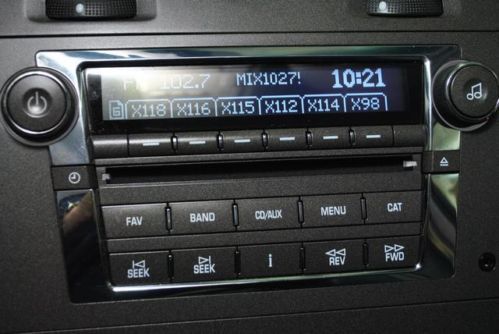 FM 102.7 MIX1027! 10:21
X118 X116 X115 X112 X114 X98
FAV BAND CD/AUX MENU CAT
SEEK SEEK i REV FWD